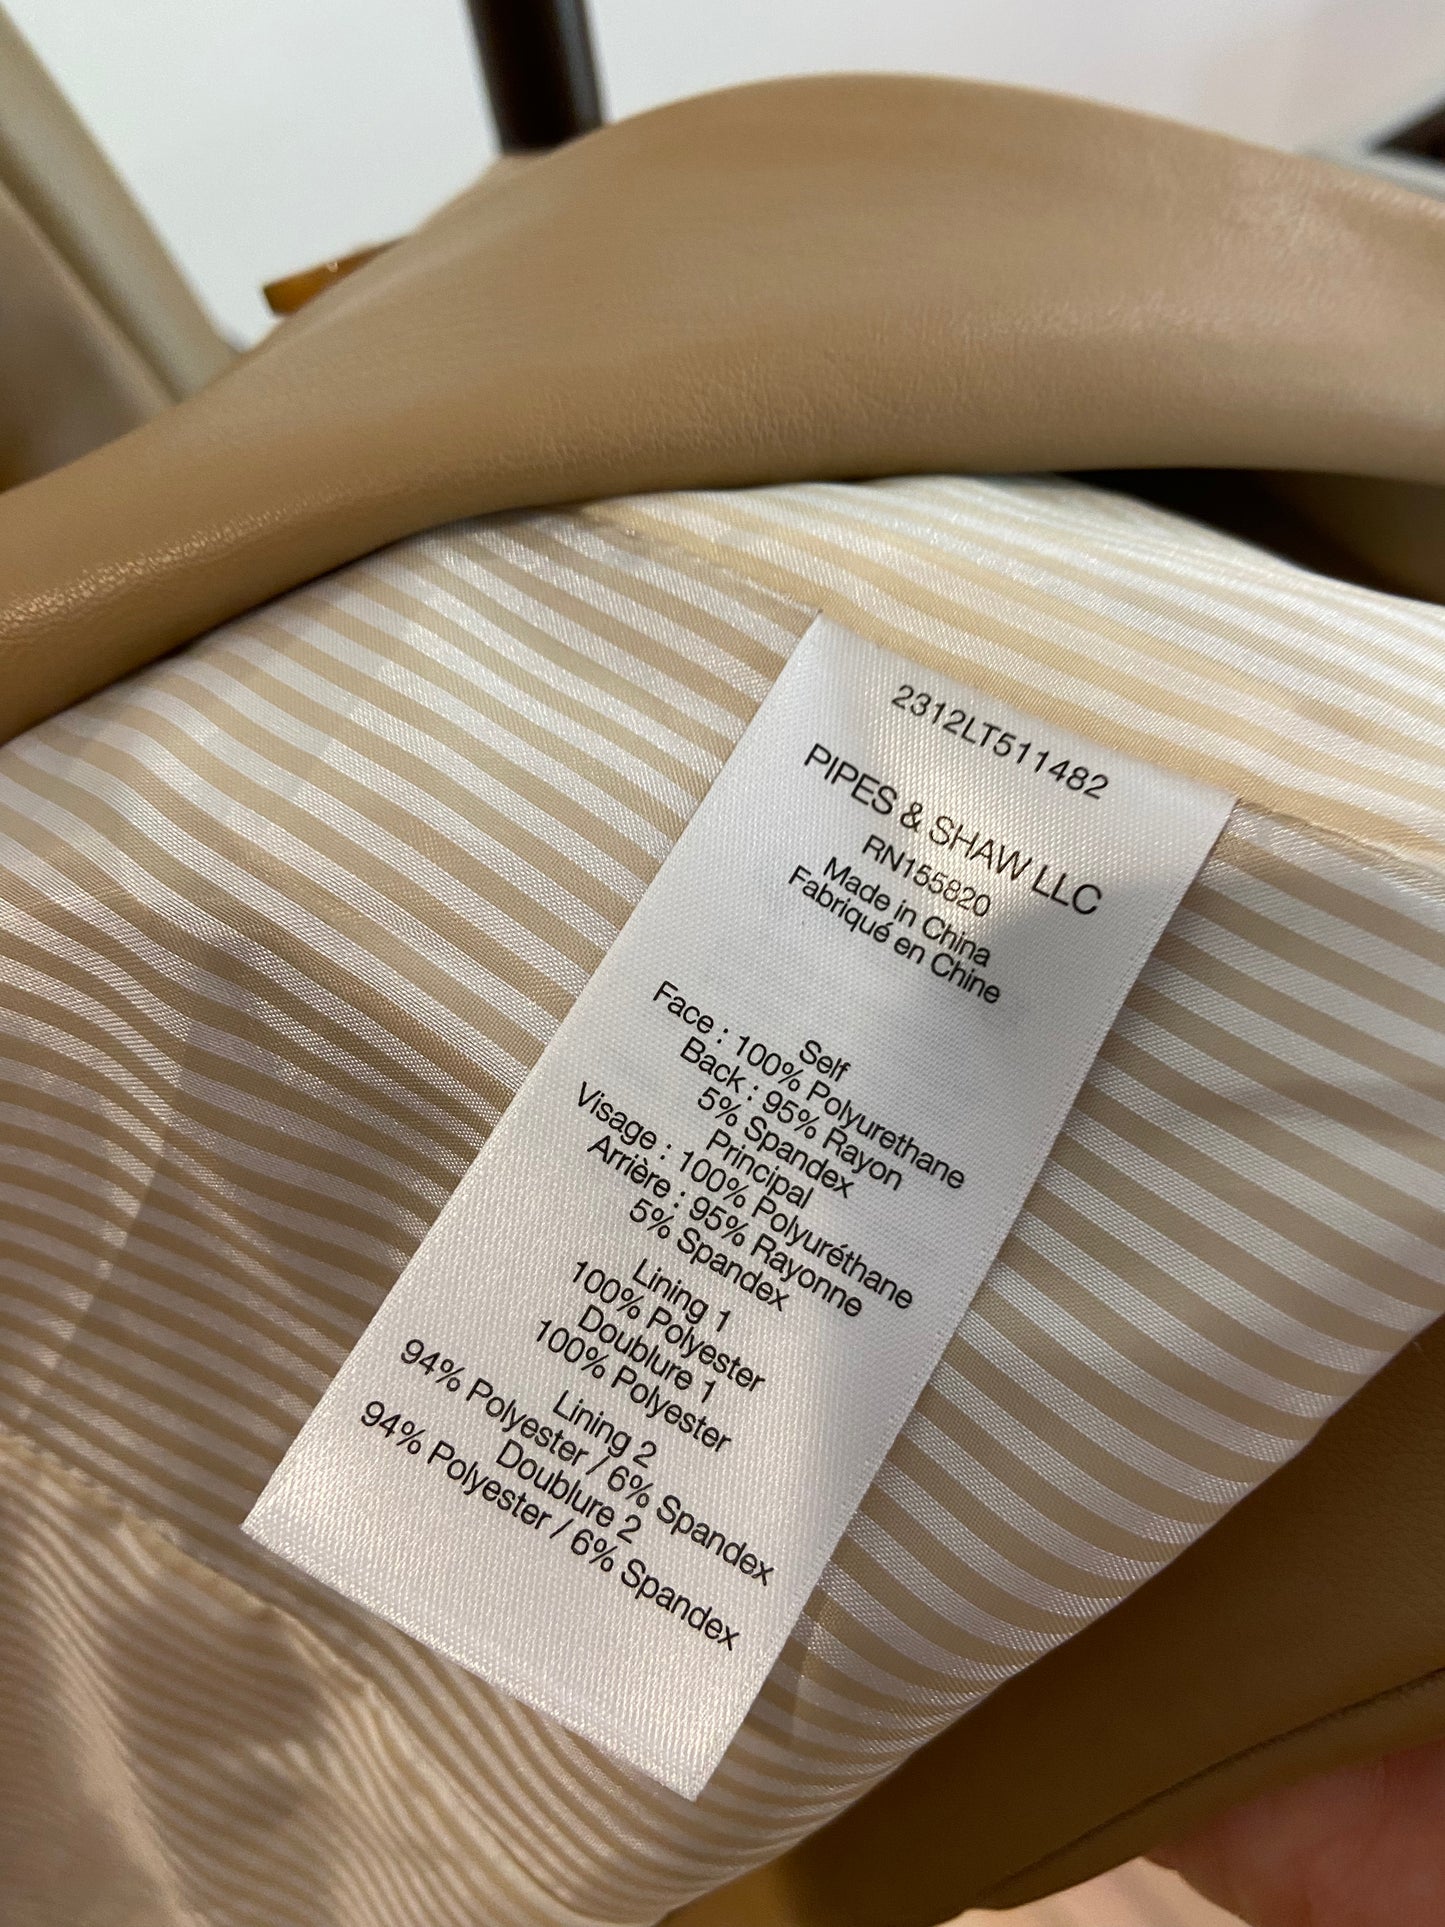 2312LT511482
PIPES & SHAW LLC
RN155820
Made in China
Fabriqué en Chine
Self
Face : 100% Polyurethane
Back : 95% Rayon
5% Spandex
Principal
Visage : 100% Polyuréthane
Arrière : 95% Rayonne
5% Spandex
Lining 1
100% Polyester
Doublure 1
100% Polyester
Lining 2
94% Polyester / 6% Spandex
Doublure 2
94% Polyester / 6% Spandex